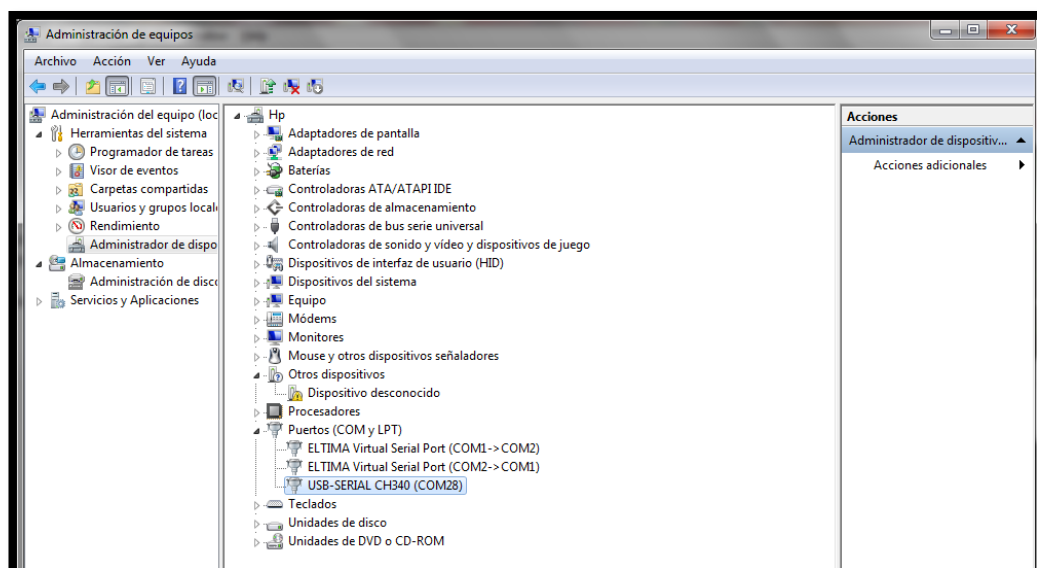 Administración de equipos
Archivo Acción Ver Ayuda
Administración del equipo (loc
Herramientas del sistema
Programador de tareas
Visor de eventos
Carpetas compartidas
Usuarios y grupos local
Rendimiento
Administrador de dispo
Almacenamiento
Administración de disco
Servicios y Aplicaciones
Hp
Adaptadores de pantalla
Adaptadores de red
Baterías
Controladoras ATA/ATAPI IDE
Controladoras de almacenamiento
Controladoras de bus serie universal
Controladoras de sonido y vídeo y dispositivos de juego
Dispositivos de interfaz de usuario (HID)
Dispositivos del sistema
Equipo
Módems
Monitores
Mouse y otros dispositivos señaladores
Otros dispositivos
Dispositivo desconocido
Procesadores
Puertos (COM y LPT)
ELTIMA Virtual Serial Port (COM1->COM2)
ELTIMA Virtual Serial Port (COM2->COM1)
USB-SERIAL CH340 (COM28)
Teclados
Unidades de disco
Unidades de DVD o CD-ROM
Acciones
Administrador de dispositiv...
Acciones adicionales